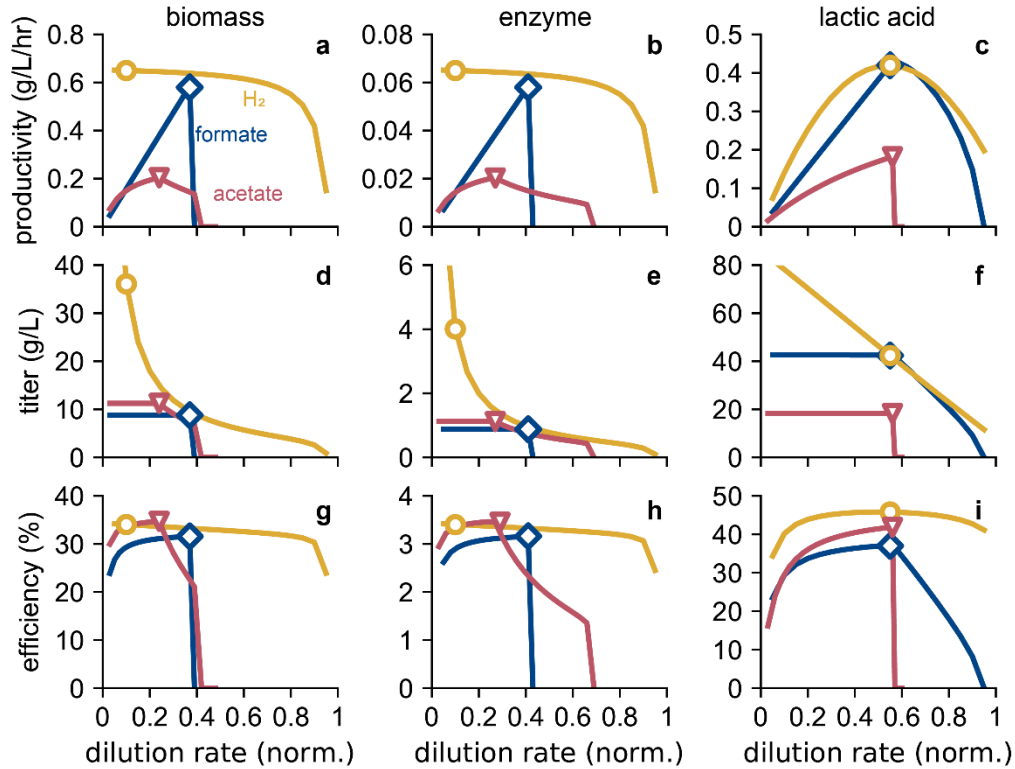 biomass enzyme lactic acid
productivity (g/L/hr)
0.8
0.6
0.4
0.2
0
a
H₂
formate
acetate
0.08
0.06
0.04
0.02
0
b
0.4
0.3
0.2
0.1
0
c
titer (g/L)
40
30
20
10
0
d
6
4
2
0
e
80
60
40
20
0
f
efficiency (%)
40
30
20
10
0
g
4
3
2
1
0
h
50
40
30
20
10
0
i
0 0.2 0.4 0.6 0.8 1
0 0.2 0.4 0.6 0.8 1
0 0.2 0.4 0.6 0.8 1
dilution rate (norm.) dilution rate (norm.) dilution rate (norm.)